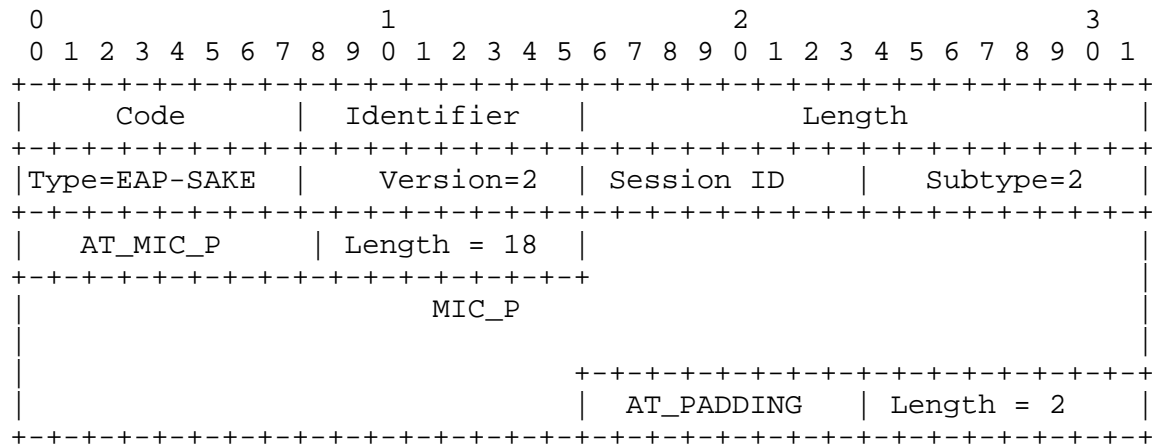 0                   1                   2                   3
 0 1 2 3 4 5 6 7 8 9 0 1 2 3 4 5 6 7 8 9 0 1 2 3 4 5 6 7 8 9 0 1
+-+-+-+-+-+-+-+-+-+-+-+-+-+-+-+-+-+-+-+-+-+-+-+-+-+-+-+-+-+-+-+-+
|      Code     |  Identifier   |            Length             |
+-+-+-+-+-+-+-+-+-+-+-+-+-+-+-+-+-+-+-+-+-+-+-+-+-+-+-+-+-+-+-+-+
|Type=EAP-SAKE  |    Version=2  | Session ID    |   Subtype=2   |
+-+-+-+-+-+-+-+-+-+-+-+-+-+-+-+-+-+-+-+-+-+-+-+-+-+-+-+-+-+-+-+-+
|   AT_MIC_P     | Length = 18  |                               |
+-+-+-+-+-+-+-+-+-+-+-+-+-+-+-+-+                               |
|                       MIC_P                                   |
|                                                               |
|                               +-+-+-+-+-+-+-+-+-+-+-+-+-+-+-+-+
|                               |  AT_PADDING   | Length = 2    |
+-+-+-+-+-+-+-+-+-+-+-+-+-+-+-+-+-+-+-+-+-+-+-+-+-+-+-+-+-+-+-+-+